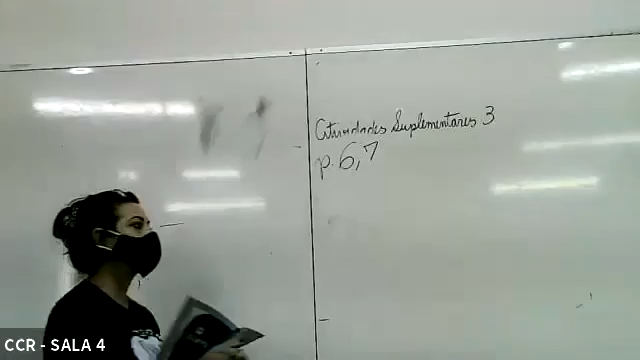 Atividades Suplementares 3
p. 6,7
CCR - SALA 4